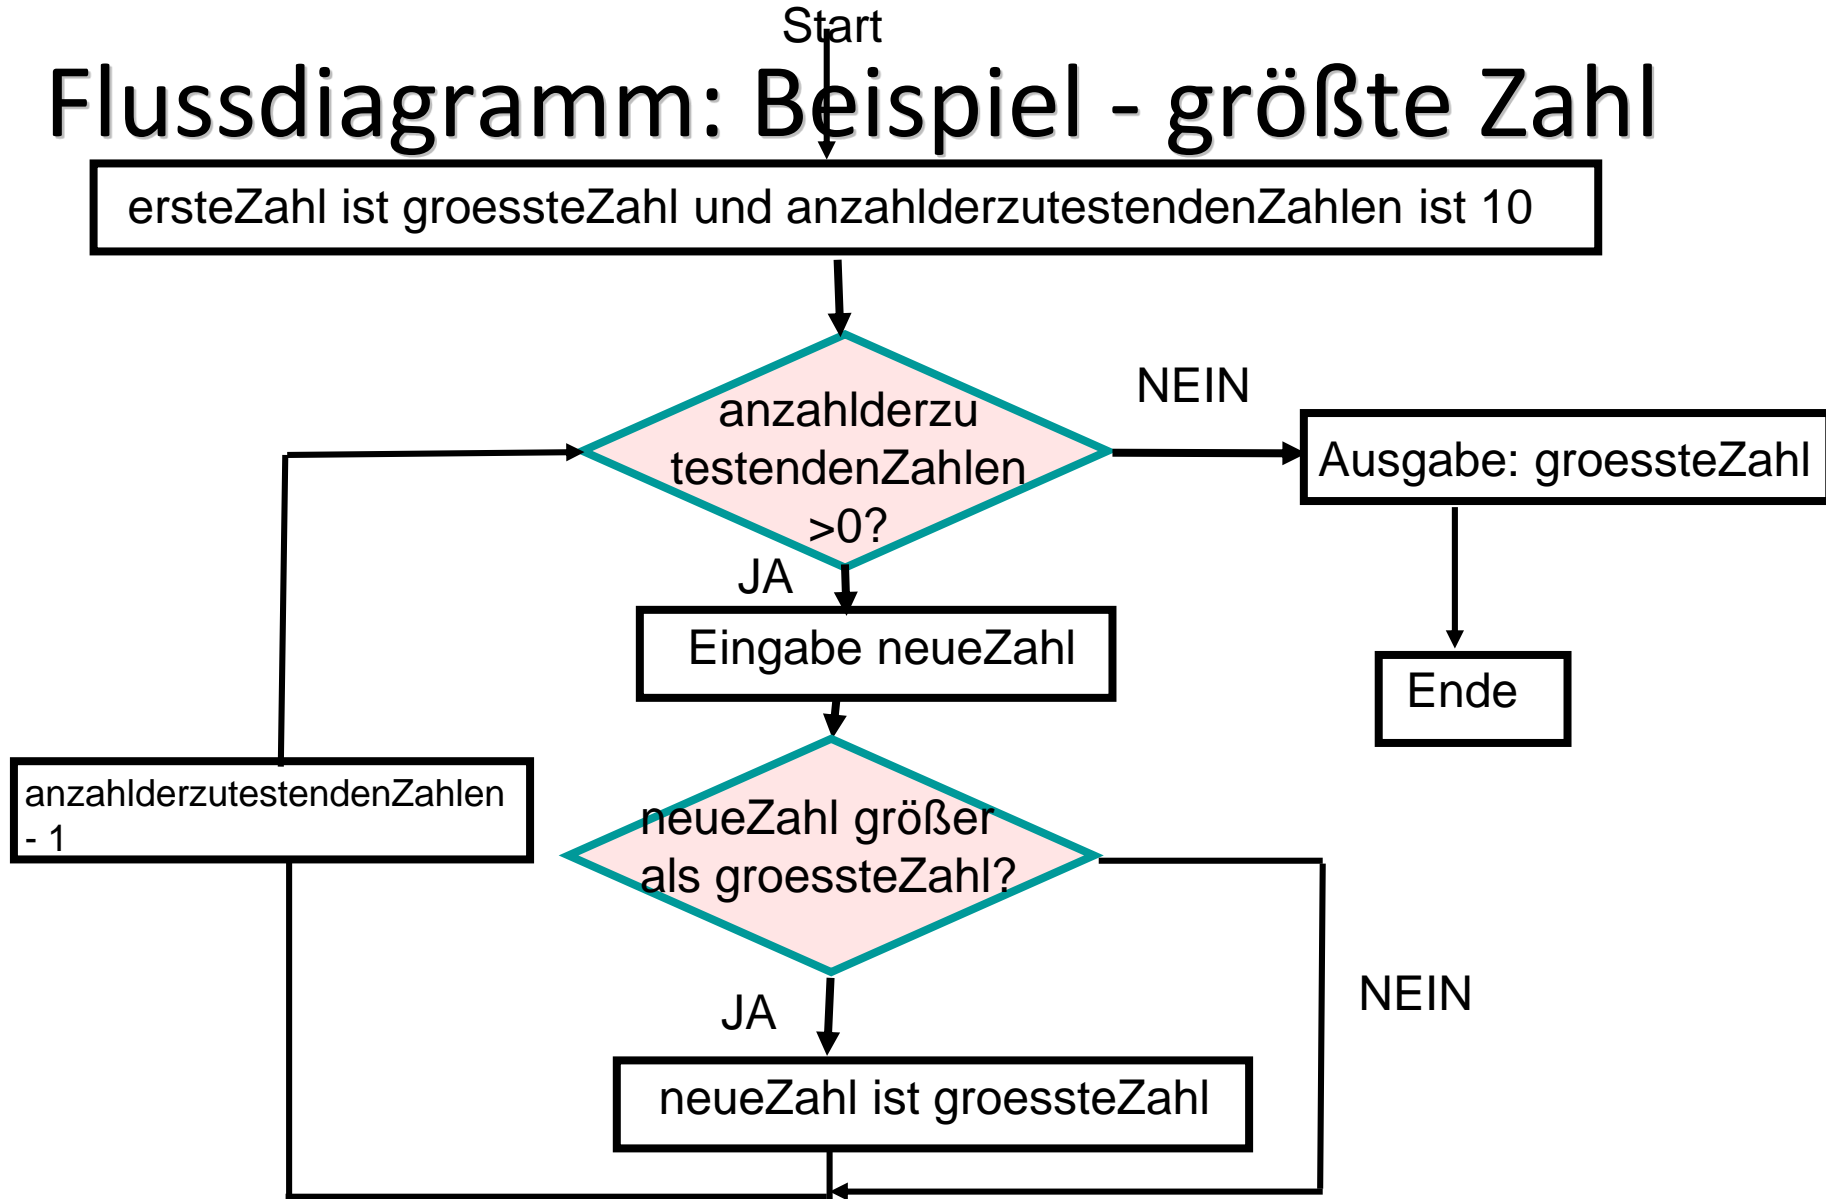 Start
Flussdiagramm: Beispiel - größte Zahl
ersteZahl ist groessteZahl und anzahlderzutestendenZahlen ist 10
anzahlderzu
testendenZahlen
>0?
NEIN
Ausgabe: groessteZahl
JA
Eingabe neueZahl
Ende
anzahlderzutestendenZahlen
- 1
neueZahl größer
als groessteZahl?
JA
NEIN
neueZahl ist groessteZahl